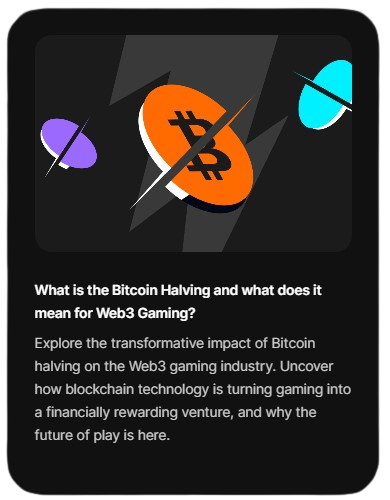 What is the Bitcoin Halving and what does it
mean for Web3 Gaming?
Explore the transformative impact of Bitcoin
halving on the Web3 gaming industry. Uncover
how blockchain technology is turning gaming into
a financially rewarding venture, and why the
future of play is here.